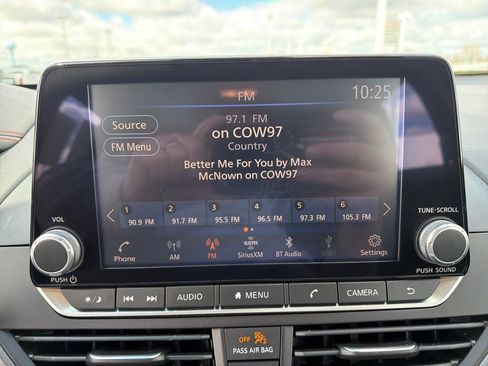 FM
10:25
Source
FM Menu
97.1 FM
on COW97
Country
Better Me For You by Max
McNown on COW97
1 2 3 4 5 6
90.9 FM 91.7 FM 95.5 FM 96.5 FM 97.3 FM 105.3 FM
Phone AM FM SiriusXM BT Audio USB1 Settings
sxm
VOL
PUSH
TUNE·SCROLL
PUSH SOUND
AUDIO MENU CAMERA
OFF
PASS AIR BAG